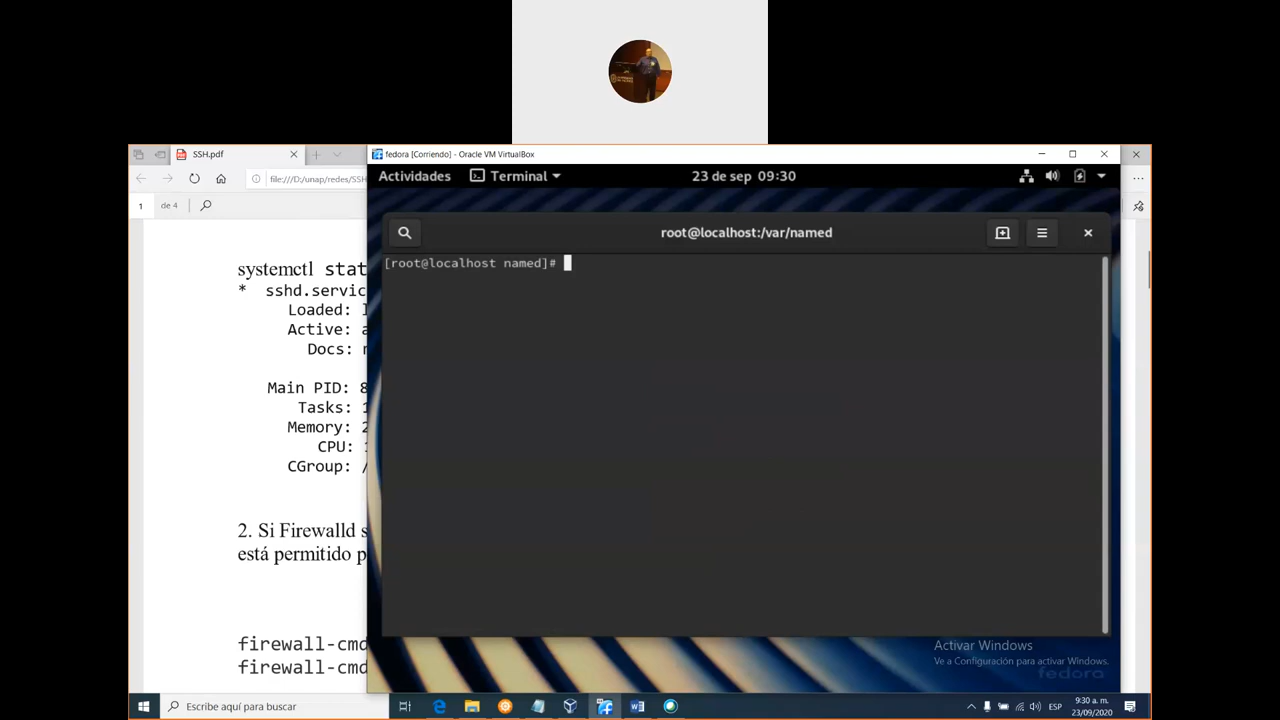 SSH.pdf
fedora [Corriendo] - Oracle VM VirtualBox
file:///D:/unap/redes/SSH
Actividades
Terminal
23 de sep 09:30
1 de 4
root@localhost:/var/named
[root@localhost named]#
systemctl stat
* sshd.servic
Loaded:
Active: a
Docs:
Main PID: 8
Tasks: 1
Memory: 2
CPU:
CGroup: /
2. Si Firewalld s
está permitido p
firewall-cmd
firewall-cmd
Activar Windows
Ve a Configuración para activar Windows.
fedora
Escribe aquí para buscar
ESP
9:30 a. m.
23/09/2020